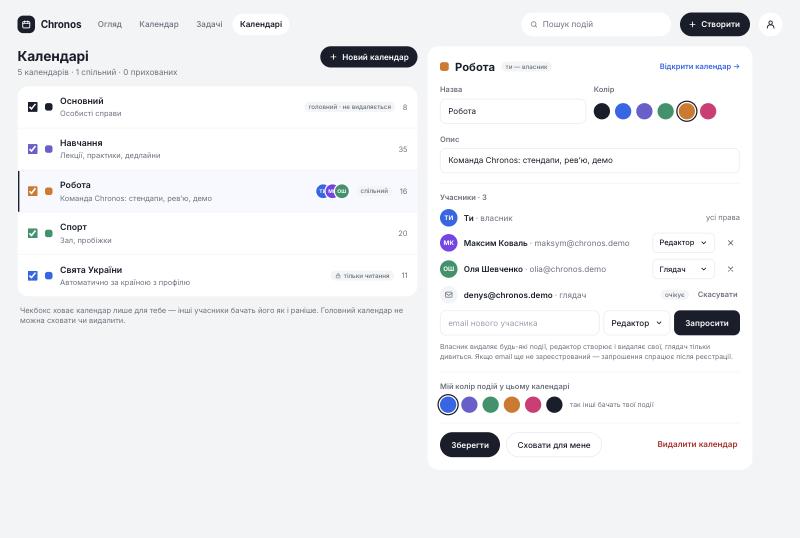 Chronos
Огляд
Календар
Задачі
Календарі
Пошук подій
+ Створити
Календарі
5 календарів · 1 спільний · 0 прихованих
+ Новий календар
Основний
Особисті справи
головний · не видаляється
8
Навчання
Лекції, практики, дедлайни
35
Робота
Команда Chronos: стендапи, рев'ю, демо
ОШ
спільний
16
Спорт
Зал, пробіжки
20
Свята України
Автоматично за країною з профілю
тільки читання
11
Чекбокс ховає календар лише для тебе — інші учасники бачать його як і раніше. Головний календар не
можна сховати чи видалити.
Робота
ти — власник
Відкрити календар →
Назва
Колір
Робота
Опис
Команда Chronos: стендапи, рев'ю, демо
Учасники · 3
ТИ
Ти · власник
усі права
МК
Максим Коваль · maksym@chronos.demo
Редактор
×
ОШ
Оля Шевченко · olia@chronos.demo
Глядач
×
denys@chronos.demo · глядач
очікує
Скасувати
email нового учасника
Редактор
Запросити
Власник видаляє будь-які події, редактор створює і видаляє свої, глядач тільки
дивиться. Якщо email ще не зареєстрований — запрошення спрацює після реєстрації.
Мій колір подій у цьому календарі
так інші бачать твої події
Зберегти
Сховати для мене
Видалити календар